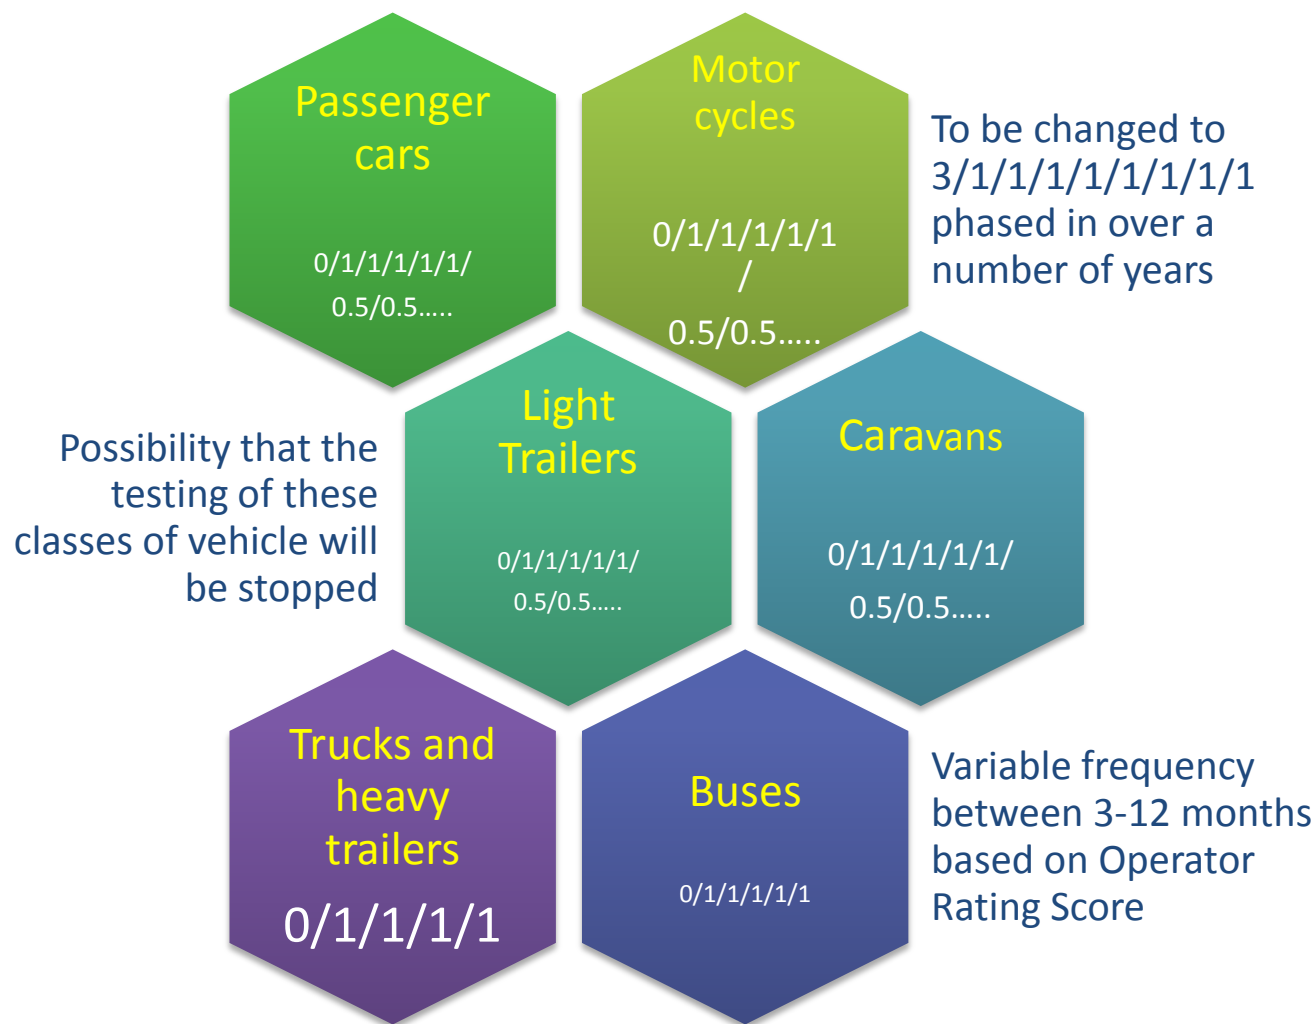 Passenger
cars
0/1/1/1/1/1/
0.5/0.5.....
Motor
cycles
0/1/1/1/1/1
/
0.5/0.5.....
To be changed to
3/1/1/1/1/1/1/1/1
phased in over a
number of years
Possibility that the
testing of these
classes of vehicle will
be stopped
Light
Trailers
0/1/1/1/1/1/
0.5/0.5.....
Caravans
0/1/1/1/1/1/
0.5/0.5.....
Trucks and
heavy
trailers
0/1/1/1/1
Buses
0/1/1/1/1/1
Variable frequency
between 3-12 months
based on Operator
Rating Score